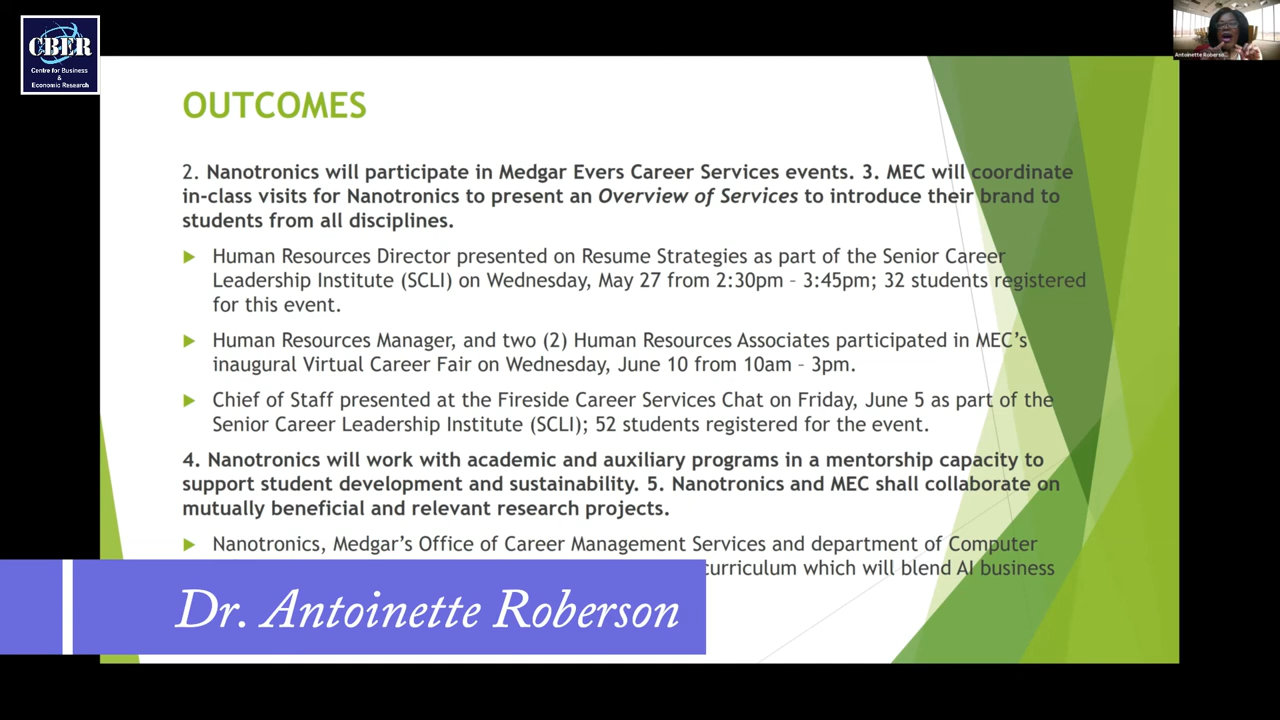 CBER
Centre for Business
&
Economic Research
Antoinette Roberso...
OUTCOMES
2. Nanotronics will participate in Medgar Evers Career Services events. 3. MEC will coordinate
in-class visits for Nanotronics to present an Overview of Services to introduce their brand to
students from all disciplines.
Human Resources Director presented on Resume Strategies as part of the Senior Career
Leadership Institute (SCLI) on Wednesday, May 27 from 2:30pm – 3:45pm; 32 students registered
for this event.
Human Resources Manager, and two (2) Human Resources Associates participated in MEC's
inaugural Virtual Career Fair on Wednesday, June 10 from 10am – 3pm.
Chief of Staff presented at the Fireside Career Services Chat on Friday, June 5 as part of the
Senior Career Leadership Institute (SCLI); 52 students registered for the event.
4. Nanotronics will work with academic and auxiliary programs in a mentorship capacity to
support student development and sustainability. 5. Nanotronics and MEC shall collaborate on
mutually beneficial and relevant research projects.
Nanotronics, Medgar's Office of Career Management Services and department of Computer
curriculum which will blend AI business
Dr. Antoinette Roberson